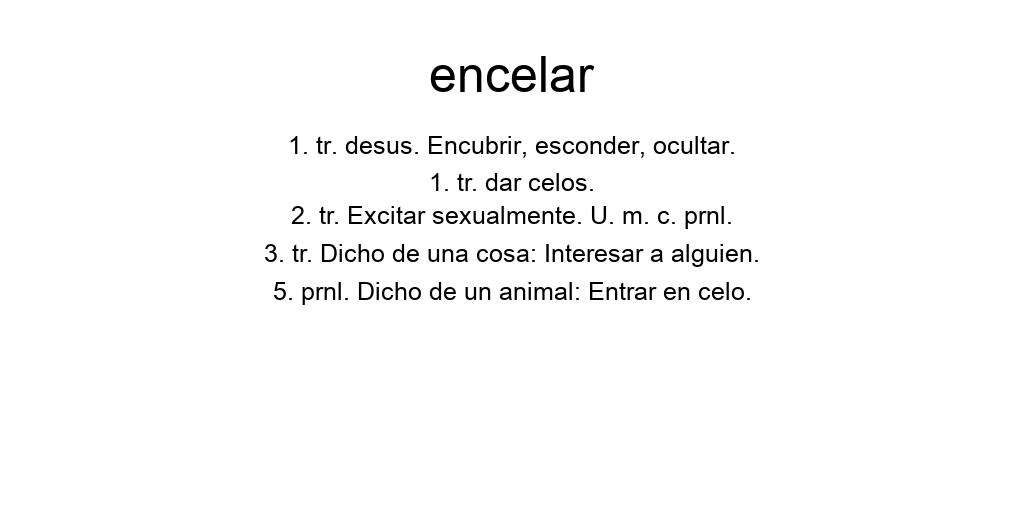 encelar
1. tr. desus. Encubrir, esconder, ocultar.
1. tr. dar celos.
2. tr. Excitar sexualmente. U. m. c. prnl.
3. tr. Dicho de una cosa: Interesar a alguien.
5. prnl. Dicho de un animal: Entrar en celo.